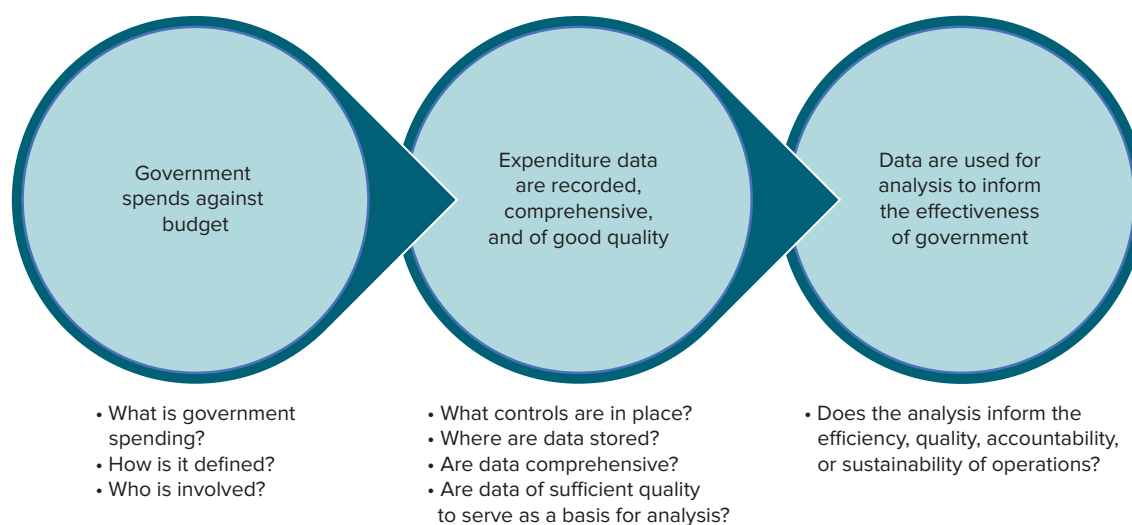 Government
spends against
budget
Expenditure data
are recorded,
comprehensive,
and of good quality
Data are used for
analysis to inform
the effectiveness
of government
• What is government
spending?
• How is it defined?
• Who is involved?
• What controls are in place?
• Where are data stored?
• Are data comprehensive?
• Are data of sufficient quality
to serve as a basis for analysis?
• Does the analysis inform the
efficiency, quality, accountability,
or sustainability of operations?